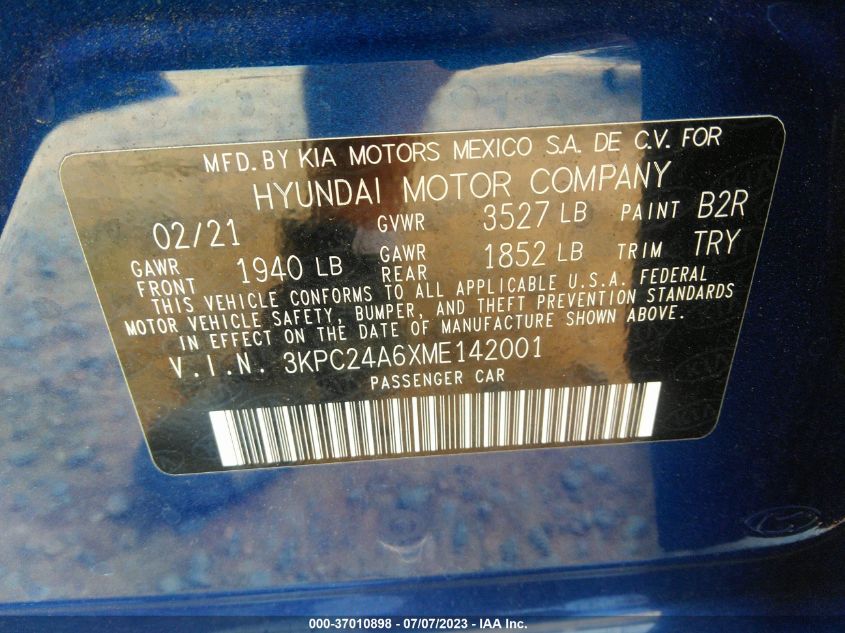 MFD. BY KIA MOTORS MEXICO S.A. DE C.V. FOR
HYUNDAI MOTOR COMPANY
02/21 GVWR 3527 LB PAINT B2R
GAWR FRONT 1940 LB GAWR REAR 1852 LB TRIM TRY
THIS VEHICLE CONFORMS TO ALL APPLICABLE U.S.A. FEDERAL
MOTOR VEHICLE SAFETY, BUMPER, AND THEFT PREVENTION STANDARDS
IN EFFECT ON THE DATE OF MANUFACTURE SHOWN ABOVE.
V.I.N. 3KPC24A6XME142001
PASSENGER CAR
000-37010898 - 07/07/2023 - IAA Inc.